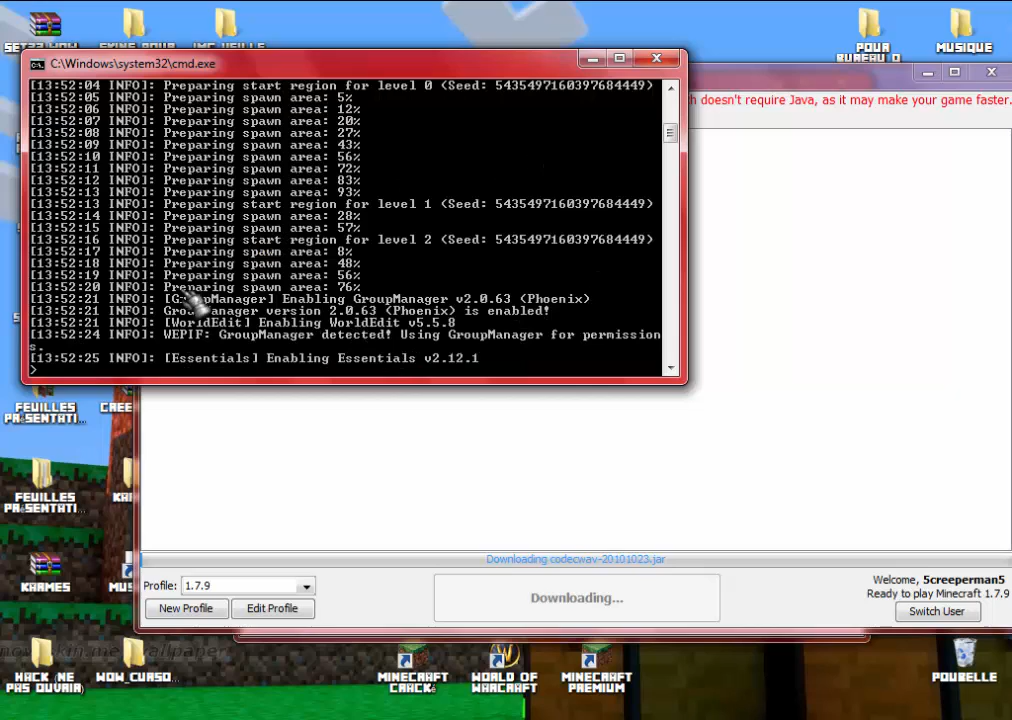 POUR
BUREAU O
MUSIQUE
C:\Windows\system32\cmd.exe
[13:52:04 INFO]: Preparing start region for level 0 (Seed: 5435497160397684449)
[13:52:05 INFO]: Preparing spawn area: 5%
[13:52:06 INFO]: Preparing spawn area: 12%
[13:52:07 INFO]: Preparing spawn area: 20%
[13:52:08 INFO]: Preparing spawn area: 27%
[13:52:09 INFO]: Preparing spawn area: 43%
[13:52:10 INFO]: Preparing spawn area: 56%
[13:52:11 INFO]: Preparing spawn area: 72%
[13:52:12 INFO]: Preparing spawn area: 83%
[13:52:13 INFO]: Preparing spawn area: 93%
[13:52:13 INFO]: Preparing start region for level 1 (Seed: 5435497160397684449)
[13:52:14 INFO]: Preparing spawn area: 28%
[13:52:15 INFO]: Preparing spawn area: 57%
[13:52:16 INFO]: Preparing start region for level 2 (Seed: 5435497160397684449)
[13:52:17 INFO]: Preparing spawn area: 8%
[13:52:18 INFO]: Preparing spawn area: 48%
[13:52:19 INFO]: Preparing spawn area: 56%
[13:52:20 INFO]: Preparing spawn area: 76%
[13:52:21 INFO]: [GroupManager] Enabling GroupManager v2.0.63 (Phoenix)
[13:52:21 INFO]: GroupManager version 2.0.63 (Phoenix) is enabled!
[13:52:21 INFO]: [WorldEdit] Enabling WorldEdit v5.5.8
[13:52:24 INFO]: WEPIF: GroupManager detected! Using GroupManager for permission
s.
[13:52:25 INFO]: [Essentials] Enabling Essentials v2.12.1
>
doesn't require Java, as it may make your game faster.
FEUILLES
PRÉSENTATI...
FEUILLES
PRÉSENTATI...
KARMES
Downloading codecwav-20101023.jar
Profile: 1.7.9
New Profile Edit Profile
Downloading...
Welcome, 5creeperman5
Ready to play Minecraft 1.7.9
Switch User
HACK (NE
PAS OUVRIR)
WOW_CURSO...
MINECRAFT
CRACKÉ
WORLD OF
WARCRAFT
MINECRAFT
PREMIUM
POUBELLE